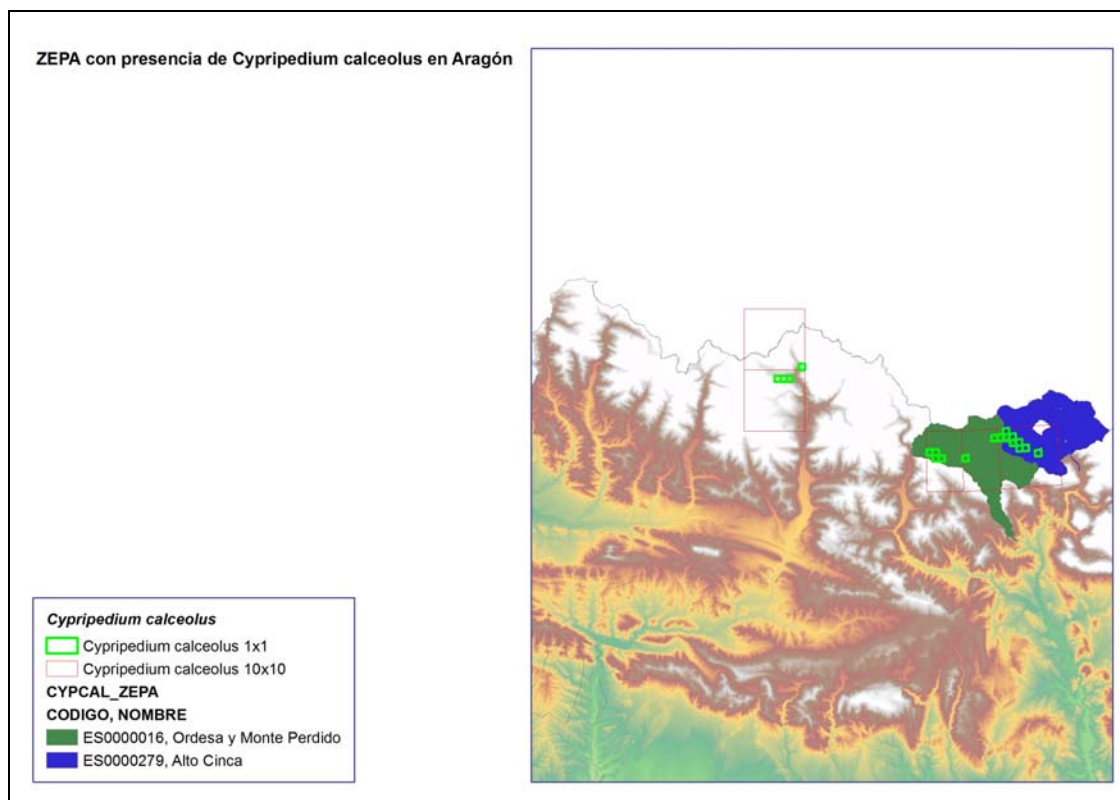 ZEPA con presencia de Cypripedium calceolus en Aragón
Cypripedium calceolus
Cypripedium calceolus 1x1
Cypripedium calceolus 10x10
CYPCAL_ZEPA
CODIGO, NOMBRE
ES0000016, Ordesa y Monte Perdido
ES0000279, Alto Cinca